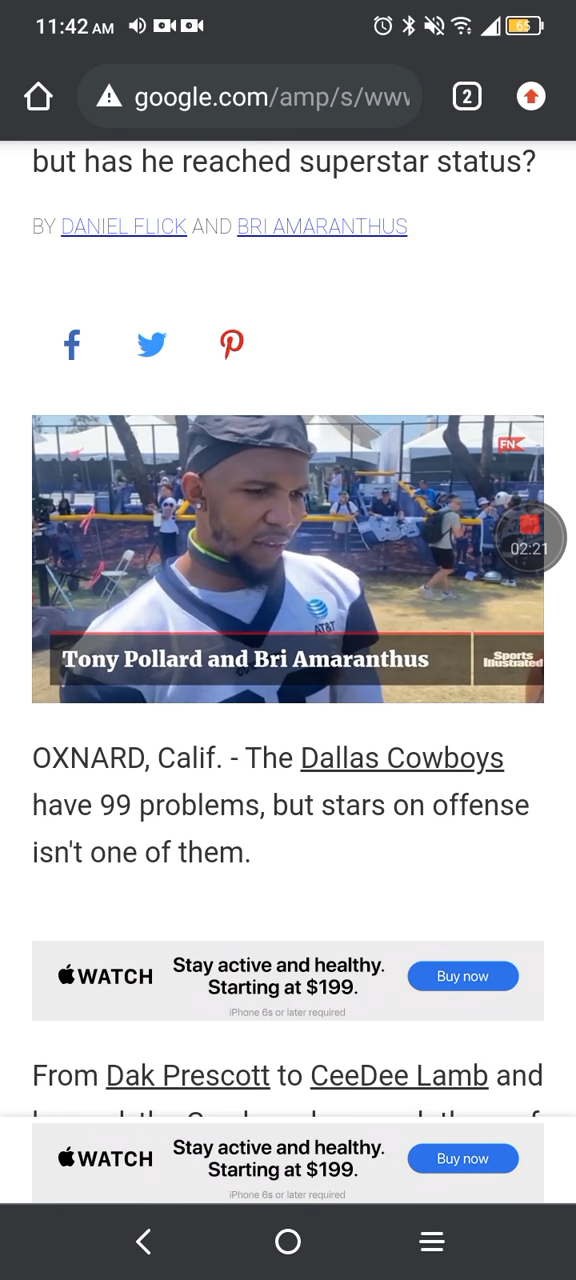 11:42 AM
65
google.com/amp/s/www
2
but has he reached superstar status?
BY DANIEL FLICK AND BRI AMARANTHUS
FN
02:21
AT&T
Tony Pollard and Bri Amaranthus
Sports
Illustrated
OXNARD, Calif. - The Dallas Cowboys
have 99 problems, but stars on offense
isn't one of them.
WATCH
Stay active and healthy.
Starting at $199.
Buy now
iPhone 6s or later required
From Dak Prescott to CeeDee Lamb and
WATCH
Stay active and healthy.
Starting at $199.
Buy now
iPhone 6s or later required